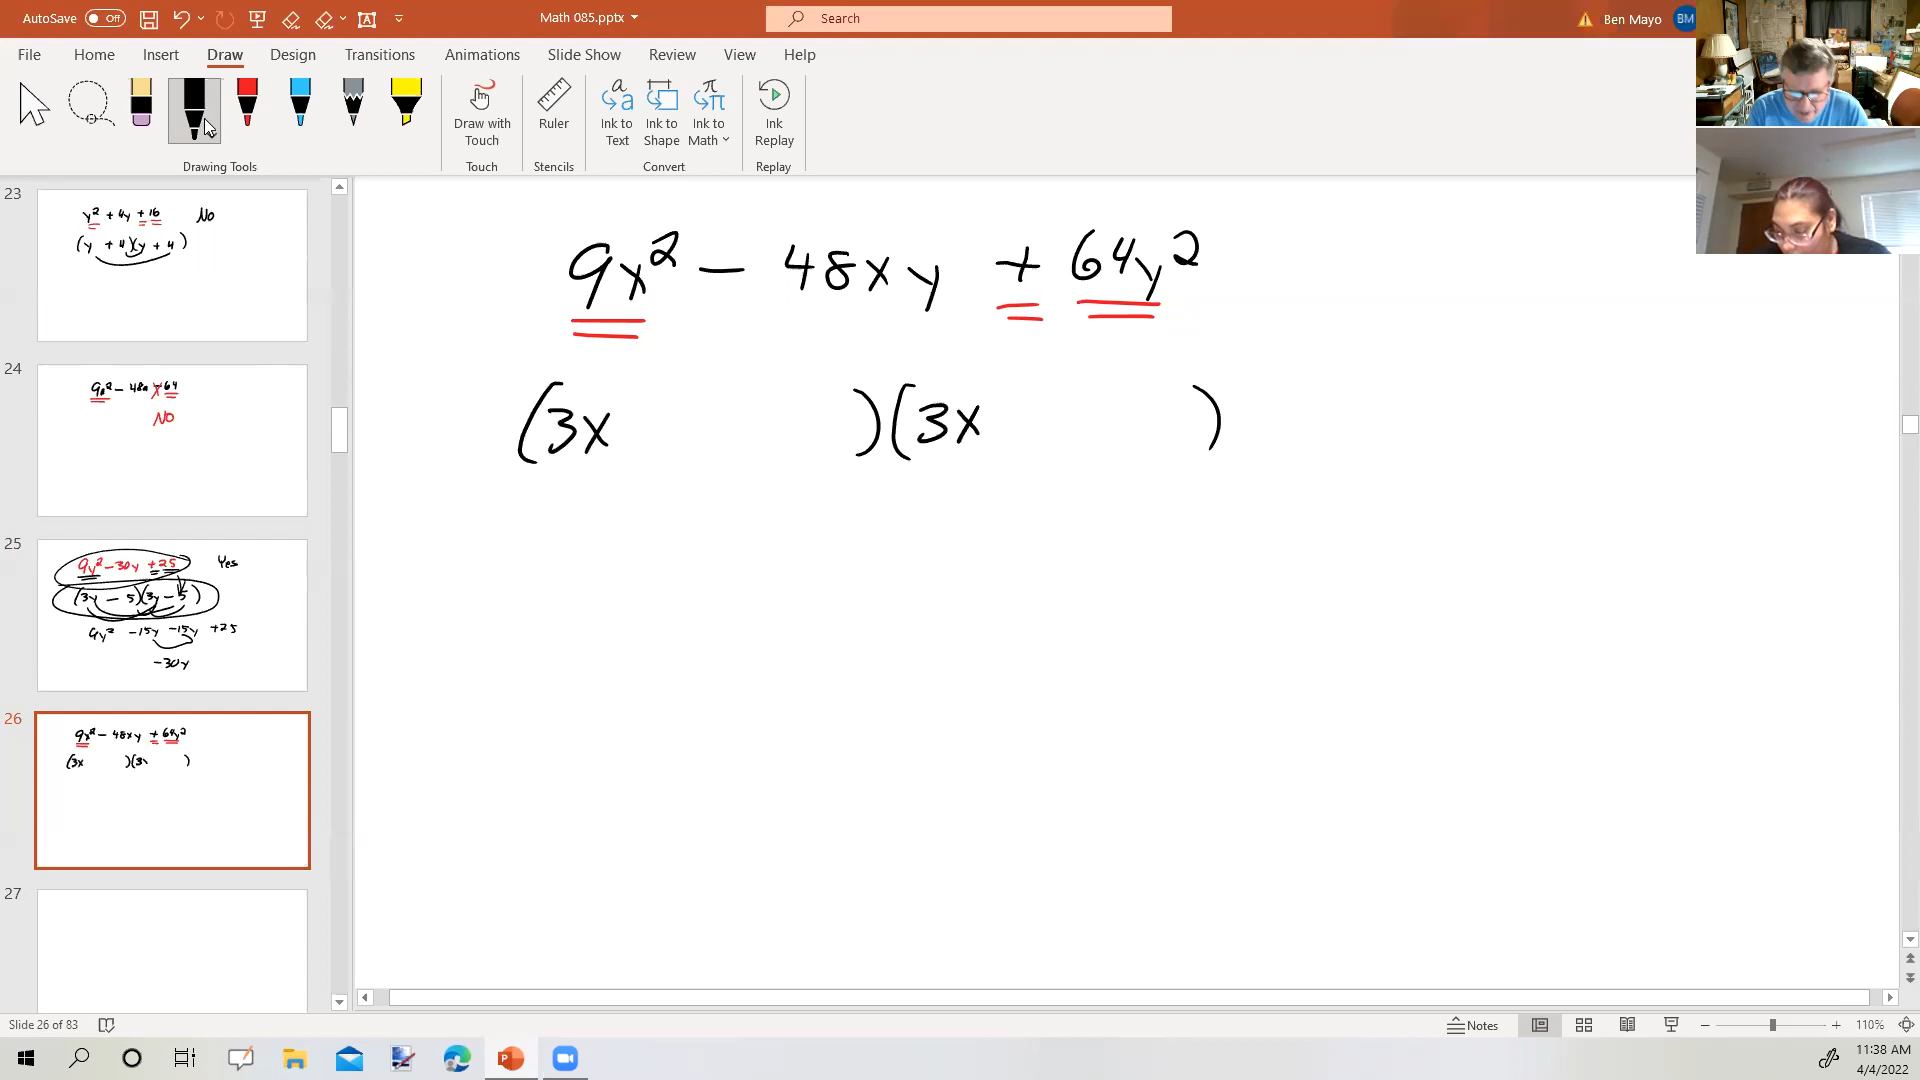 AutoSave Off Math 085.pptx Search Ben Mayo BM
File Home Insert Draw Design Transitions Animations Slide Show Review View Help
Draw with Touch
Ruler
Ink to Text
Ink to Shape
Ink to Math
Ink Replay
Drawing Tools Touch Stencils Convert Replay
23
y² + 4y + 16 No
(y + 4)(y + 4)
24
9x² - 48x + 64
No
25
9y² - 30y + 25 Yes
(3y - 5)(3y - 5)
9y² - 15y - 15y + 25
-30y
26
9x² - 48xy + 64y²
(3x )(3x )
27
9x² - 48xy + 64y²
(3x )(3x )
Slide 26 of 83 Notes 110%
11:38 AM
4/4/2022